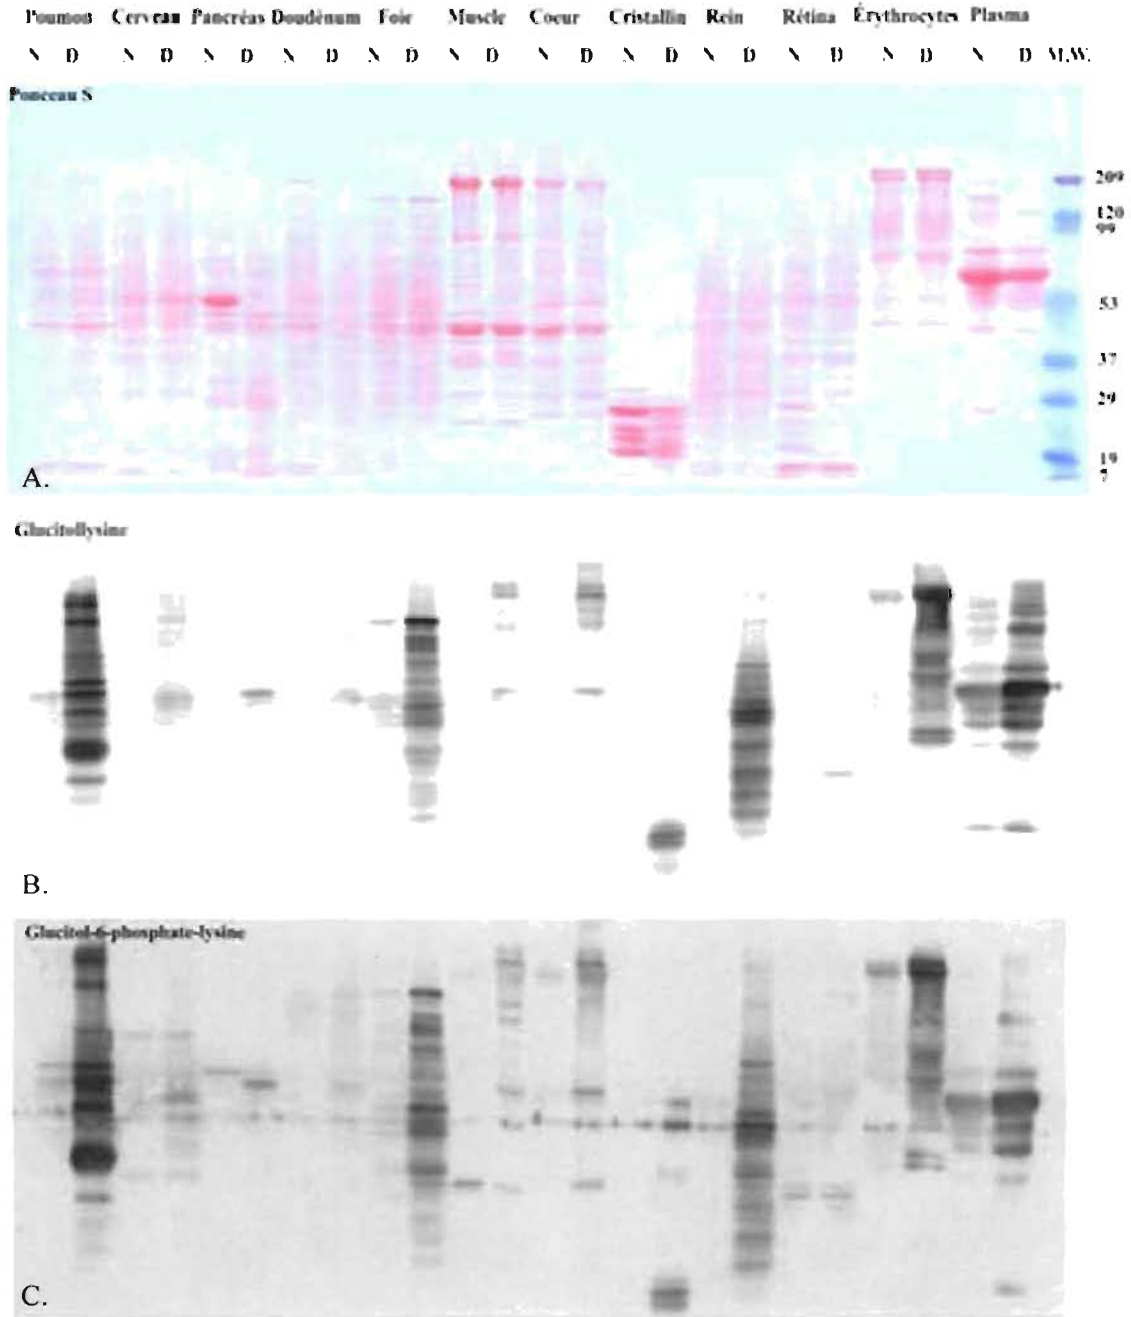 Poumon Cerveau Pancréas Doudénum Foie Muscle Coeur Cristallin Rein Rétina Érythrocytes Plasma
N D N D N D N D N D N D N D N D N D N D N D N D M.W.
Ponceau S
209
120
99
53
37
29
19
7
A.
Glucitollysine
B.
Glucitol-6-phosphate-lysine
C.